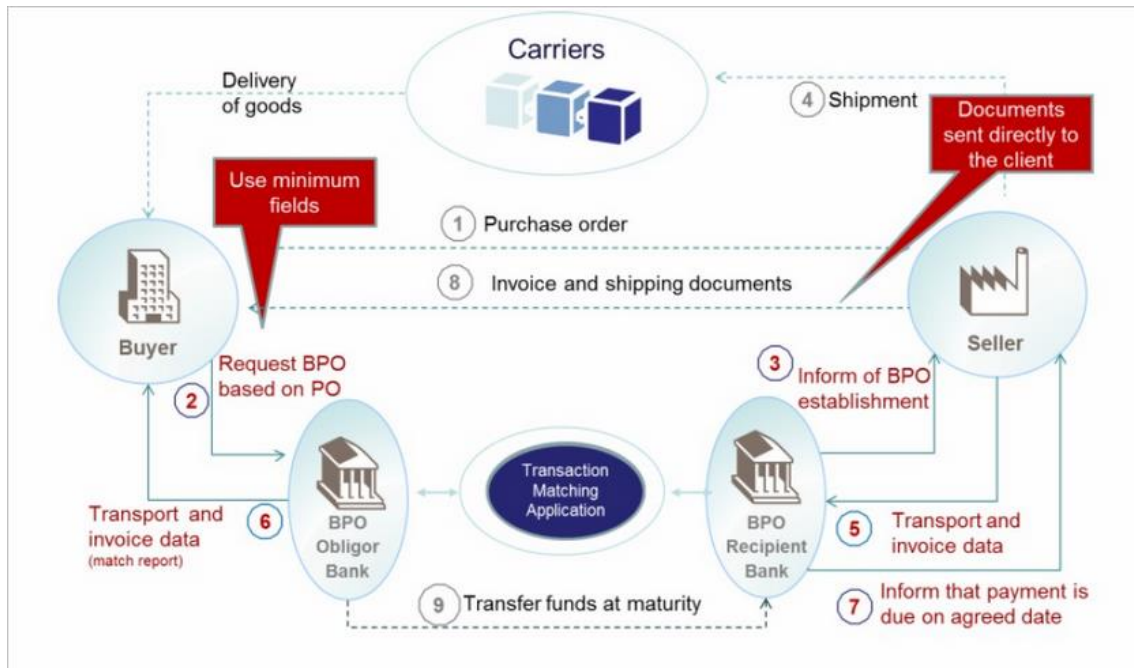 Carriers
Delivery
of goods
4 Shipment
Documents
sent directly to
the client
Use minimum
fields
1 Purchase order
8 Invoice and shipping documents
Buyer
Seller
Request BPO
based on PO
2
3
Inform of BPO
establishment
Transaction
Matching
Application
BPO
Obligor
Bank
BPO
Recipient
Bank
Transport and
invoice data
(match report)
6
5
Transport and
invoice data
9 Transfer funds at maturity
7
Inform that payment is
due on agreed date